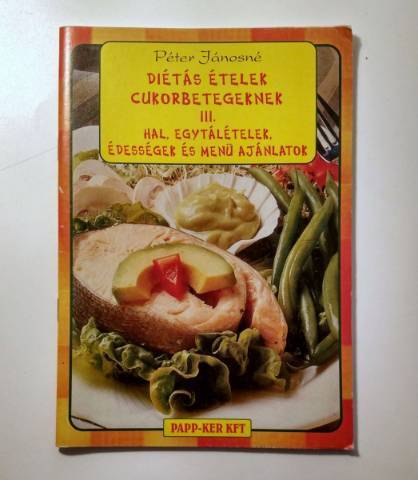 Péter Jánosné
DIÉTÁS ÉTELEK
CUKORBETEGEKNEK
III.
HAL, EGYTÁLÉTELEK,
ÉDESSÉGEK ÉS MENÜ AJÁNLATOK
PAPP-KER KFT